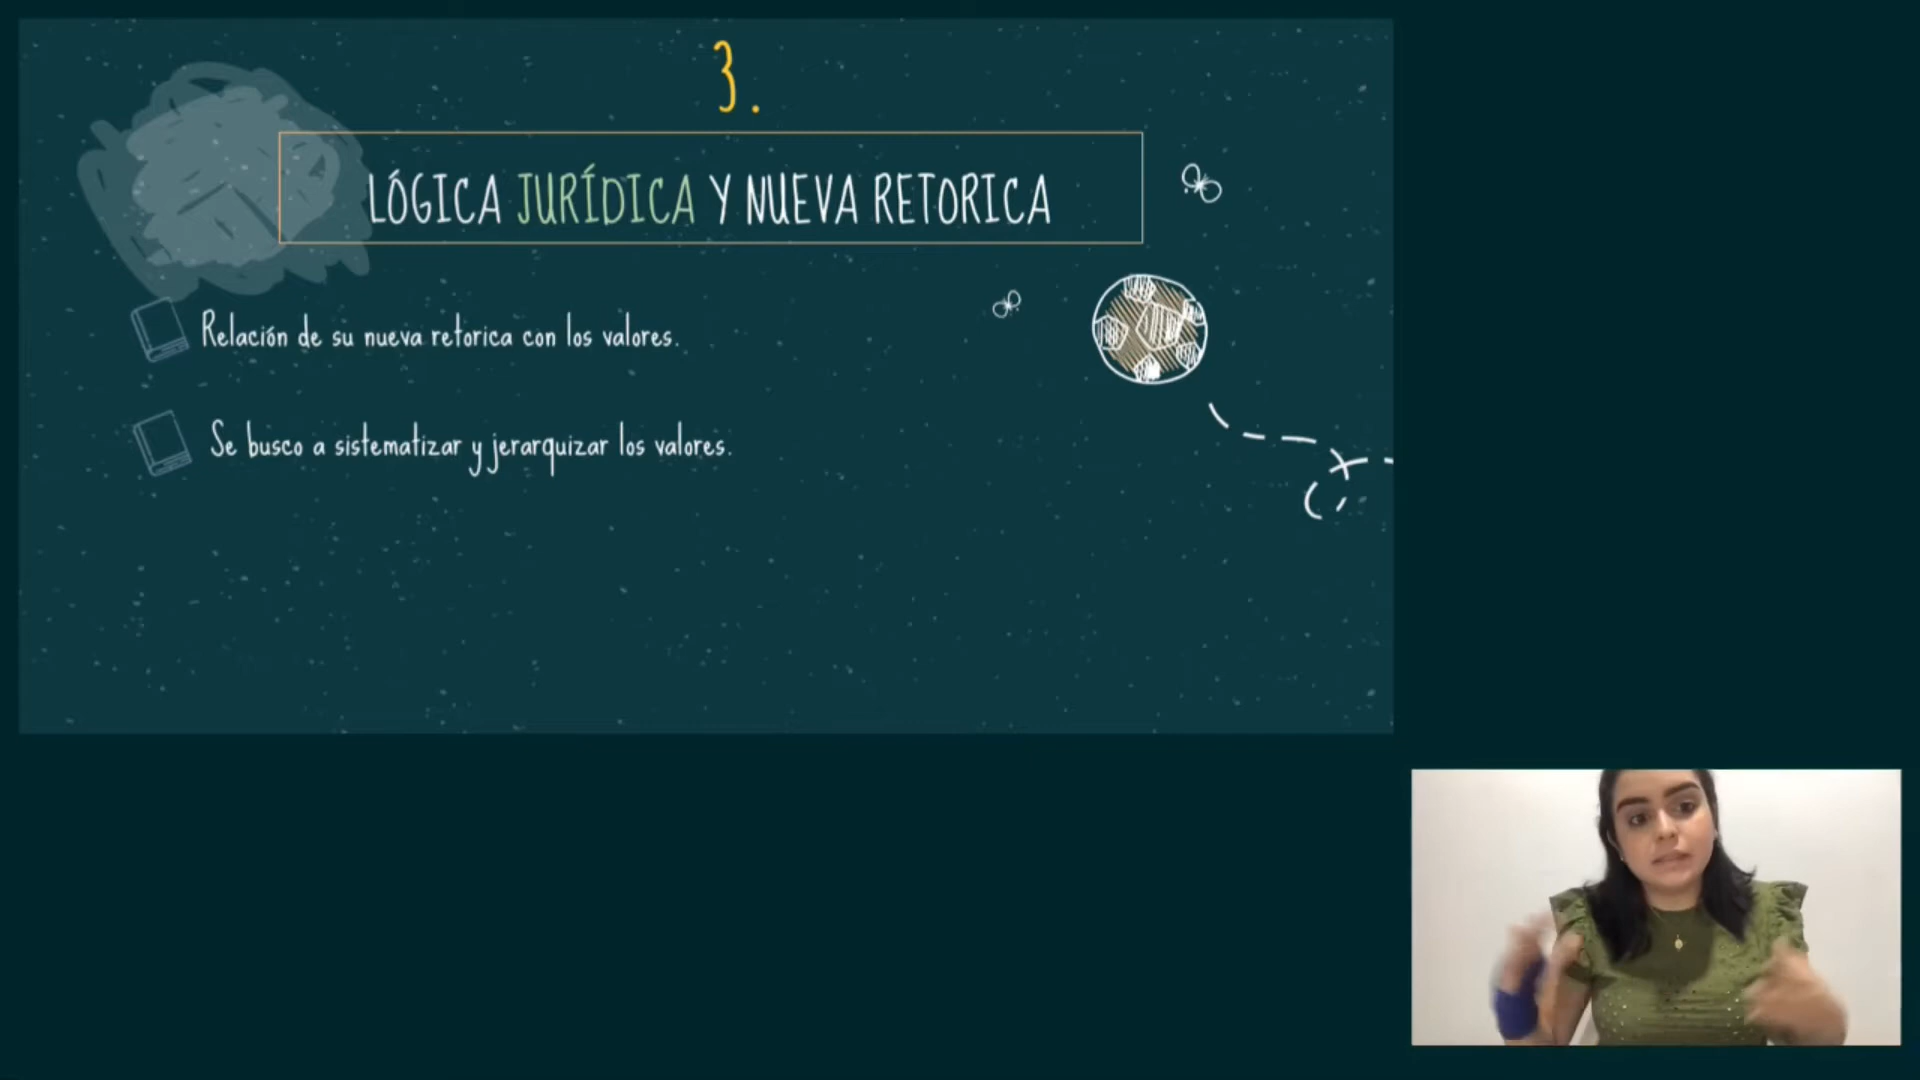 3.
LÓGICA JURÍDICA Y NUEVA RETORICA
Relación de su nueva retorica con los valores.
Se busco a sistematizar y jerarquizar los valores.